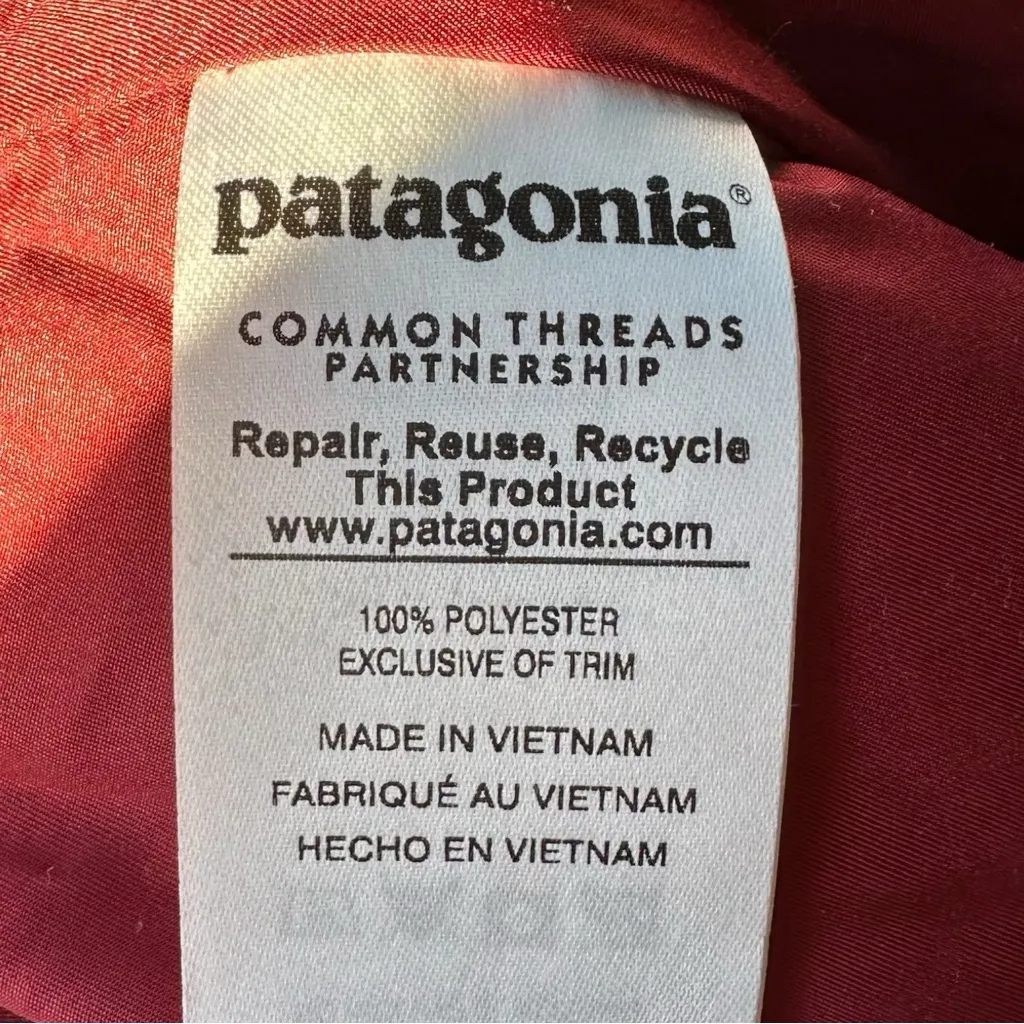 patagonia®
COMMON THREADS
PARTNERSHIP
Repair, Reuse, Recycle
This Product
www.patagonia.com
100% POLYESTER
EXCLUSIVE OF TRIM
MADE IN VIETNAM
FABRIQUÉ AU VIETNAM
HECHO EN VIETNAM